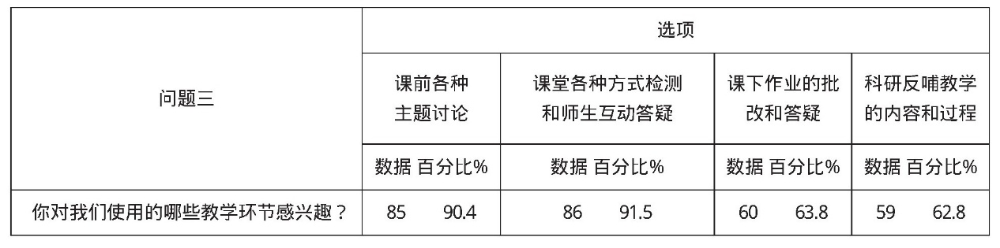 选项
问题三
课前各种
主题讨论
课堂各种方式检测
和师生互动答疑
课下作业的批
改和答疑
科研反哺教学
的内容和过程
数据 百分比% 数据 百分比% 数据 百分比% 数据 百分比%
你对我们使用的哪些教学环节感兴趣？ 85 90.4 86 91.5 60 63.8 59 62.8